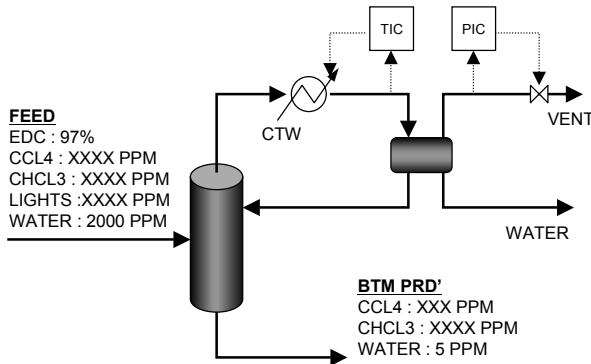 TIC
PIC
CTW
VENT
FEED
EDC : 97%
CCL4 : XXXX PPM
CHCL3 : XXXX PPM
LIGHTS :XXXX PPM
WATER : 2000 PPM
WATER
BTM PRD'
CCL4 : XXX PPM
CHCL3 : XXXX PPM
WATER : 5 PPM